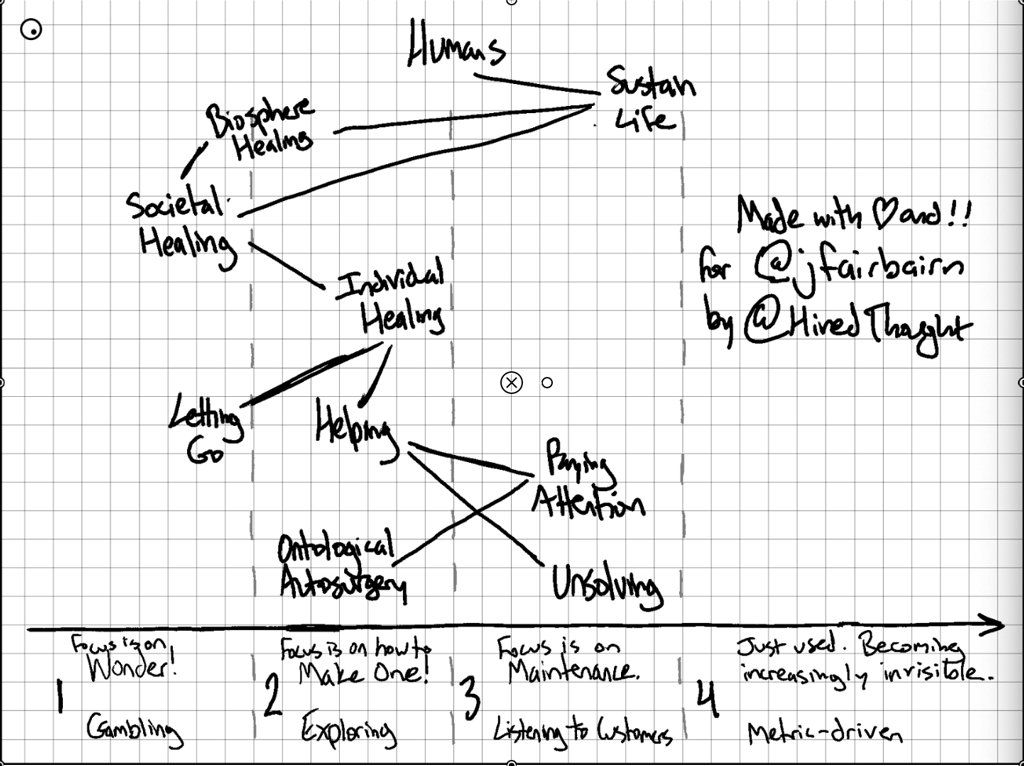 Humans
Sustain
Life
Biosphere
Healing
Societal
Healing
Made with ♡ and !!
for @jfairbairn
by @HiredThought
Individual
Healing
Letting
Go
Helping
Paying
Attention
Ontological
Autosurgery
Unsolving
Focus is on
Wonder!
1
Gambling
Focus is on how to
Make One!
2
Exploring
Focus is on
Maintenance.
3
Listening to Customers
Just used. Becoming
increasingly invisible.
4
Metric-driven